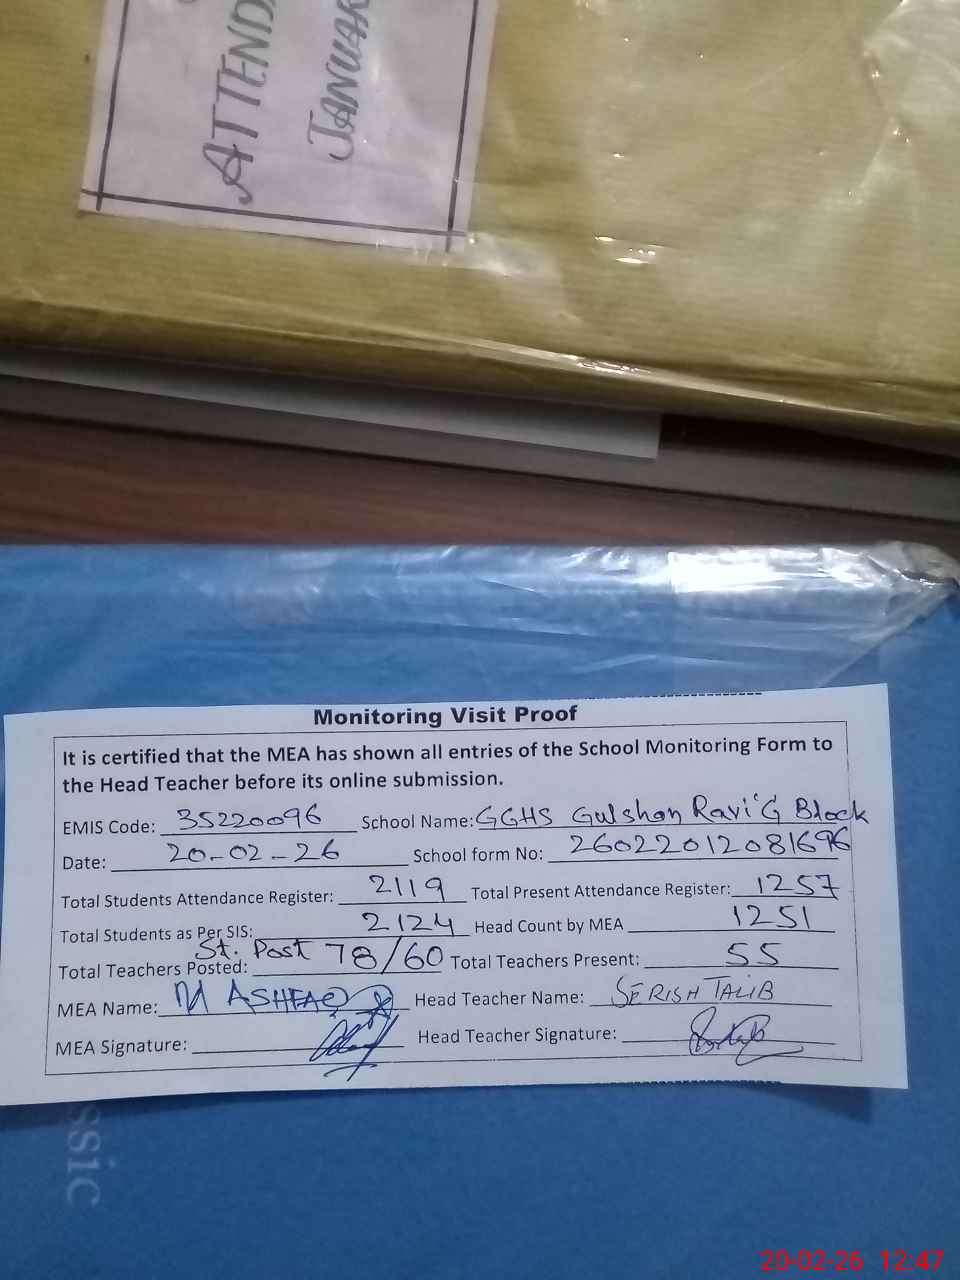 ATTEND
JANUAR
Monitoring Visit Proof
It is certified that the MEA has shown all entries of the School Monitoring Form to
the Head Teacher before its online submission.
EMIS Code: 35220096 School Name: GGHS Gulshan Ravi 'G' Block
Date: 20-02-26 School form No: 26022012081696
Total Students Attendance Register: 2119 Total Present Attendance Register: 1257
Total Students as Per SIS: 2124 Head Count by MEA 1251
St. Post
Total Teachers Posted: 78/60 Total Teachers Present: 55
MEA Name: M ASHFAQ Head Teacher Name: SERISH TALIB
MEA Signature: Head Teacher Signature:
ssic
20-02-26 12:47